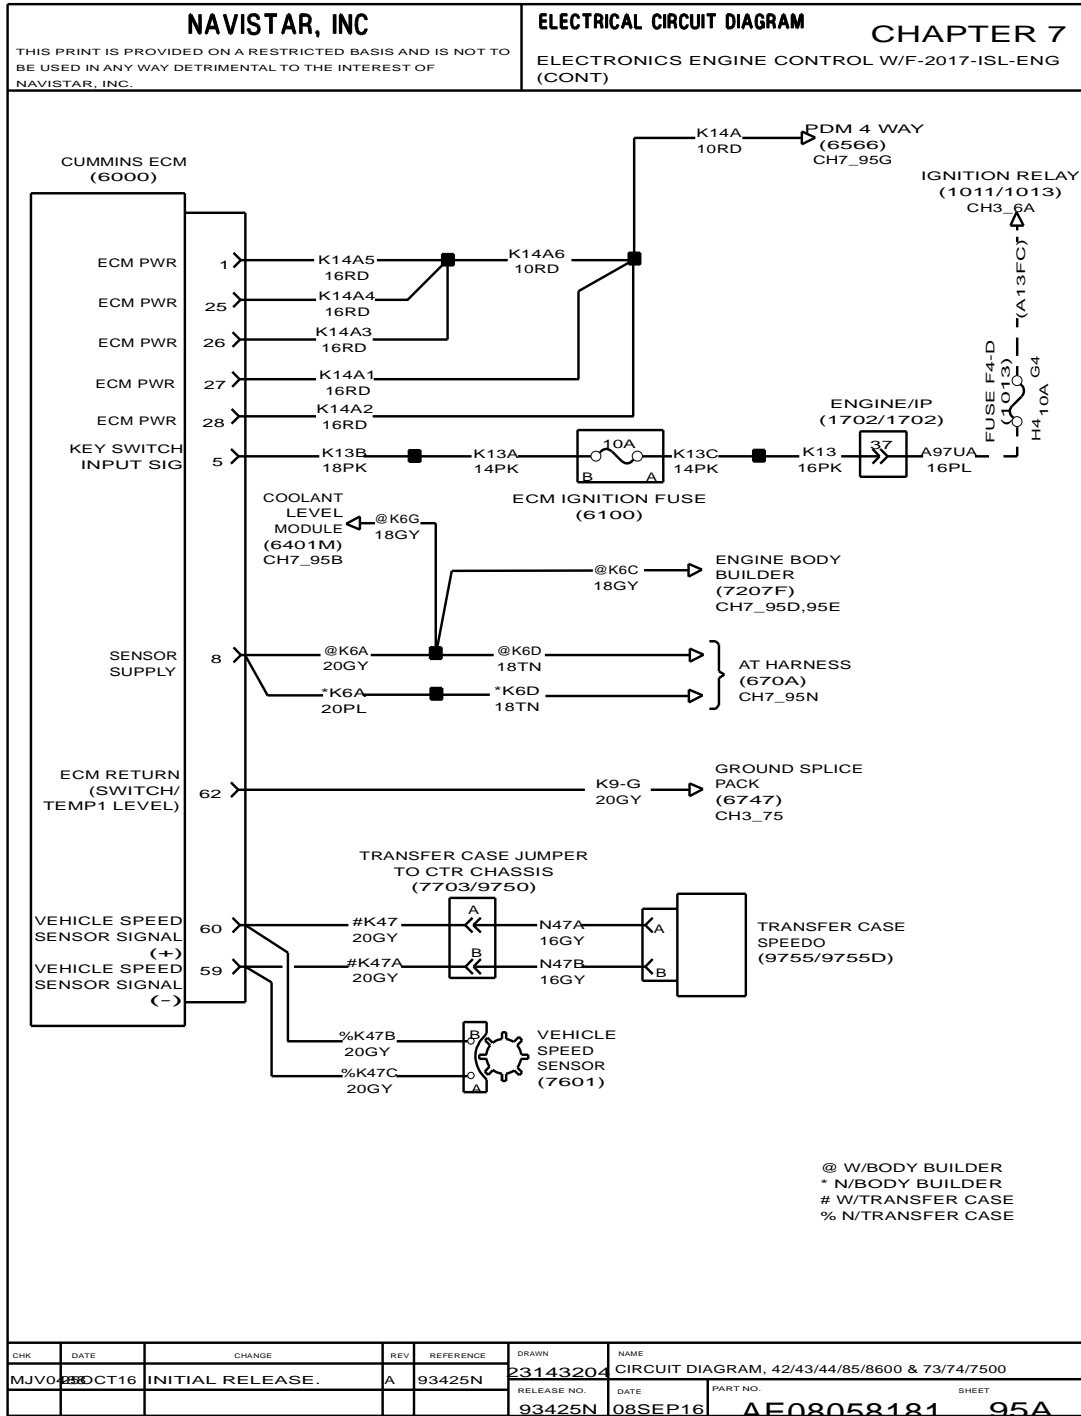 NAVISTAR, INC
THIS PRINT IS PROVIDED ON A RESTRICTED BASIS AND IS NOT TO
BE USED IN ANY WAY DETRIMENTAL TO THE INTEREST OF
NAVISTAR, INC.
ELECTRICAL CIRCUIT DIAGRAM
CHAPTER 7
ELECTRONICS ENGINE CONTROL W/F-2017-ISL-ENG
(CONT)
K14A
10RD
PDM 4 WAY
(6566)
CH7_95G
CUMMINS ECM
(6000)
IGNITION RELAY
(1011/1013)
CH3_6A
(A13FC)
FUSE F4-D
(1013)
H4 10A G4
ECM PWR
1
K14A5
16RD
K14A6
10RD
ECM PWR
25
K14A4
16RD
ECM PWR
26
K14A3
16RD
ECM PWR
27
K14A1
16RD
ECM PWR
28
K14A2
16RD
KEY SWITCH
INPUT SIG
5
K13B
18PK
K13A
14PK
10A
B
A
ECM IGNITION FUSE
(6100)
K13C
14PK
K13
16PK
ENGINE/IP
(1702/1702)
37
A97UA
16PL
COOLANT
LEVEL
MODULE
(6401M)
CH7_95B
@K6G
18GY
@K6C
18GY
ENGINE BODY
BUILDER
(7207F)
CH7_95D,95E
SENSOR
SUPPLY
8
@K6A
20GY
@K6D
18TN
*K6A
20PL
*K6D
18TN
AT HARNESS
(670A)
CH7_95N
ECM RETURN
(SWITCH/
TEMP1 LEVEL)
62
K9-G
20GY
GROUND SPLICE
PACK
(6747)
CH3_75
TRANSFER CASE JUMPER
TO CTR CHASSIS
(7703/9750)
VEHICLE SPEED
SENSOR SIGNAL
(+)
60
#K47
20GY
A
N47A
16GY
A
VEHICLE SPEED
SENSOR SIGNAL
(-)
59
#K47A
20GY
B
N47B
16GY
B
TRANSFER CASE
SPEEDO
(9755/9755D)
%K47B
20GY
B
%K47C
20GY
A
VEHICLE
SPEED
SENSOR
(7601)
@ W/BODY BUILDER
* N/BODY BUILDER
# W/TRANSFER CASE
% N/TRANSFER CASE
CHK
DATE
CHANGE
REV
REFERENCE
DRAWN
NAME
INITIAL RELEASE.
A
93425N
23143204
CIRCUIT DIAGRAM, 42/43/44/85/8600 & 73/74/7500
RELEASE NO.
DATE
PART NO.
SHEET
93425N
08SEP16
AE08058181
95A